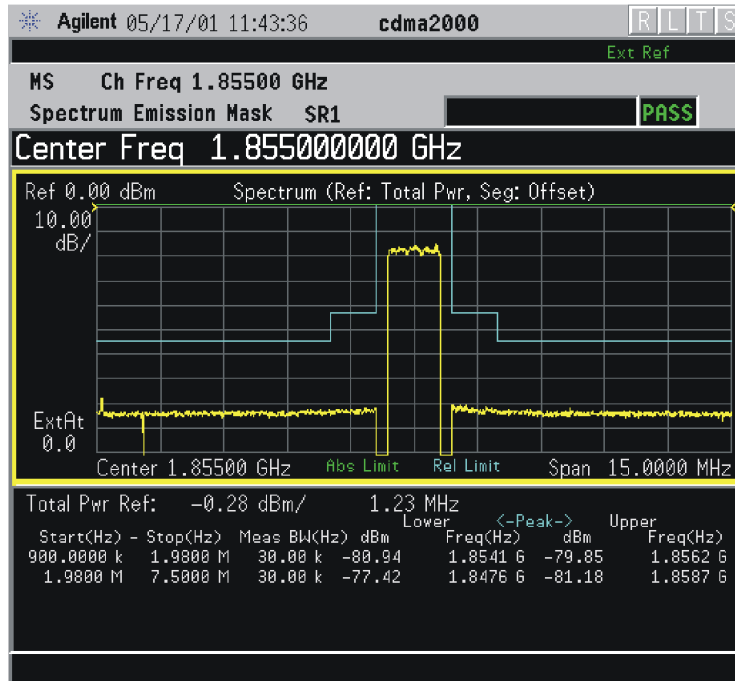 Agilent 05/17/01 11:43:36 cdma2000 R L T S
Ext Ref
MS Ch Freq 1.85500 GHz
Spectrum Emission Mask SR1 PASS
Center Freq 1.855000000 GHz
Ref 0.00 dBm Spectrum (Ref: Total Pwr, Seg: Offset)
10.00
dB/
ExtAt
0.0
Center 1.85500 GHz Abs Limit Rel Limit Span 15.0000 MHz
Total Pwr Ref: -0.28 dBm/ 1.23 MHz
Lower <-Peak-> Upper
Start(Hz) - Stop(Hz) Meas BW(Hz) dBm Freq(Hz) dBm Freq(Hz)
900.0000 k 1.9800 M 30.00 k -80.94 1.8541 G -79.85 1.8562 G
1.9800 M 7.5000 M 30.00 k -77.42 1.8476 G -81.18 1.8587 G